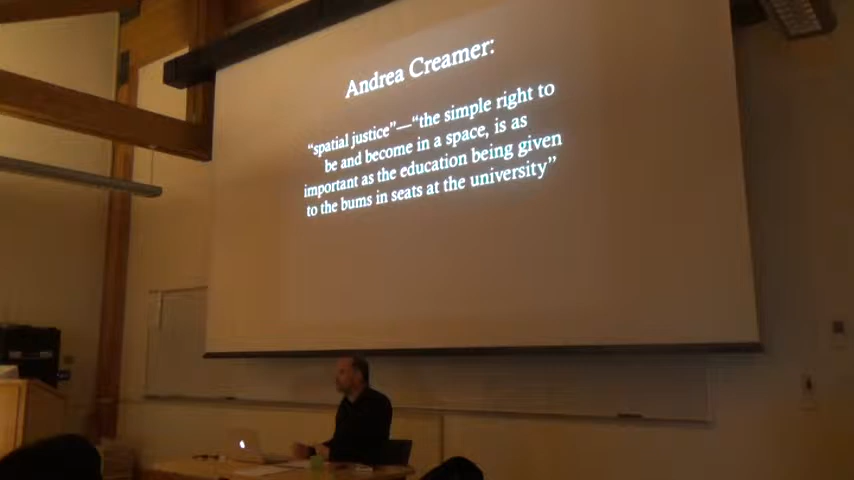 Andrea Creamer:
“spatial justice”—“the simple right to
be and become in a space, is as
important as the education being given
to the bums in seats at the university”